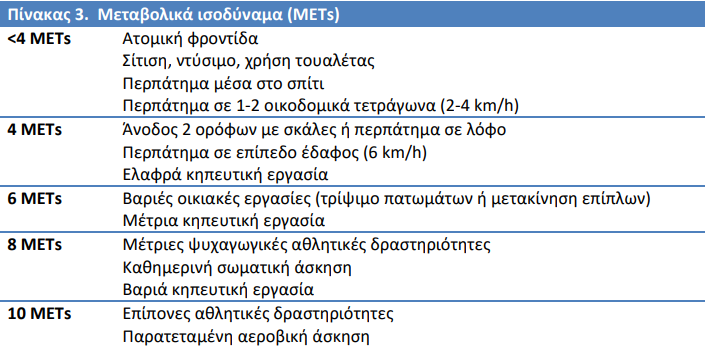 Πίνακας 3. Μεταβολικά ισοδύναμα (METs)
<4 METs Ατομική φροντίδα
Σίτιση, ντύσιμο, χρήση τουαλέτας
Περπάτημα μέσα στο σπίτι
Περπάτημα σε 1-2 οικοδομικά τετράγωνα (2-4 km/h)
4 METs Άνοδος 2 ορόφων με σκάλες ή περπάτημα σε λόφο
Περπάτημα σε επίπεδο έδαφος (6 km/h)
Ελαφρά κηπευτική εργασία
6 METs Βαριές οικιακές εργασίες (τρίψιμο πατωμάτων ή μετακίνηση επίπλων)
Μέτρια κηπευτική εργασία
8 METs Μέτριες ψυχαγωγικές αθλητικές δραστηριότητες
Καθημερινή σωματική άσκηση
Βαριά κηπευτική εργασία
10 METs Επίπονες αθλητικές δραστηριότητες
Παρατεταμένη αεροβική άσκηση